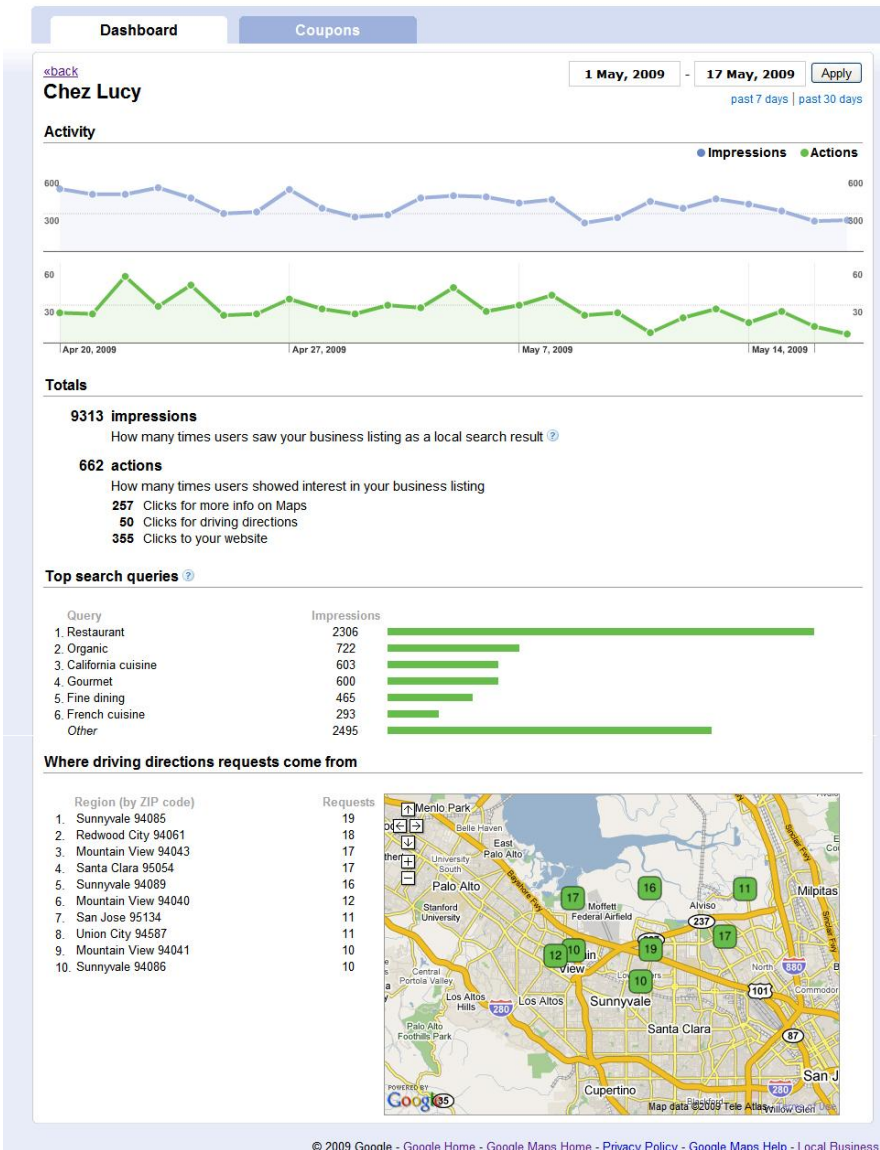 Dashboard
Coupons
«back
Chez Lucy
1 May, 2009 - 17 May, 2009 Apply
past 7 days | past 30 days
Activity
Impressions Actions
600 600
300 300
60 60
30 30
Apr 20, 2009 Apr 27, 2009 May 7, 2009 May 14, 2009
Totals
9313 impressions
How many times users saw your business listing as a local search result ?
662 actions
How many times users showed interest in your business listing
257 Clicks for more info on Maps
50 Clicks for driving directions
355 Clicks to your website
Top search queries ?
Query Impressions
1. Restaurant 2306
2. Organic 722
3. California cuisine 603
4. Gourmet 600
5. Fine dining 465
6. French cuisine 293
Other 2495
Where driving directions requests come from
Region (by ZIP code) Requests
1. Sunnyvale 94085 19
2. Redwood City 94061 18
3. Mountain View 94043 17
4. Santa Clara 95054 17
5. Sunnyvale 94089 16
6. Mountain View 94040 12
7. San Jose 95134 11
8. Union City 94587 11
9. Mountain View 94041 10
10. Sunnyvale 94086 10
Menlo Park
Belle Haven
East
Palo Alto
University
South
Palo Alto
Stanford
University
17
16
11
Moffett
Federal Airfield
Alviso
Milpitas
237
17
12
10
19
View
10
North
880
Central
Portola Valley
101
Los Altos
Hills
280
Los Altos
Sunnyvale
Santa Clara
Palo Alto
Foothills Park
87
Sinclair Fwy
Bayshore Fwy
Sinclair Fwy
San J
280
Cupertino
POWERED BY
Google
Map data ©2009 Tele Atlas
Willow Glen
© 2009 Google - Google Home - Google Maps Home - Privacy Policy - Google Maps Help - Local Business